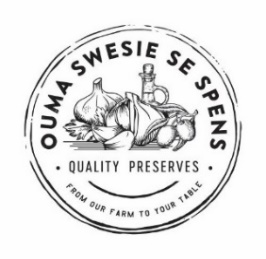 OUMA SWESIE SE SPENS
• QUALITY PRESERVES •
FROM OUR FARM TO YOUR TABLE